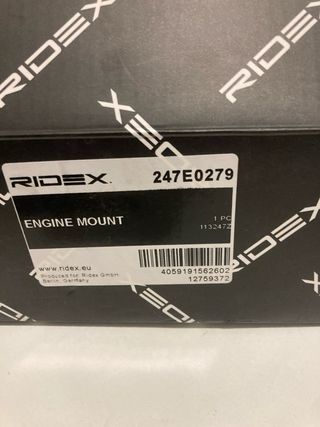 RIDEX
RIDEX
RIDEX
RIDEX. 247E0279
ENGINE MOUNT
1 PC
113247Z
www.ridex.eu
Produced for: Ridex GmbH
Berlin, Germany
4059191562602
12759372